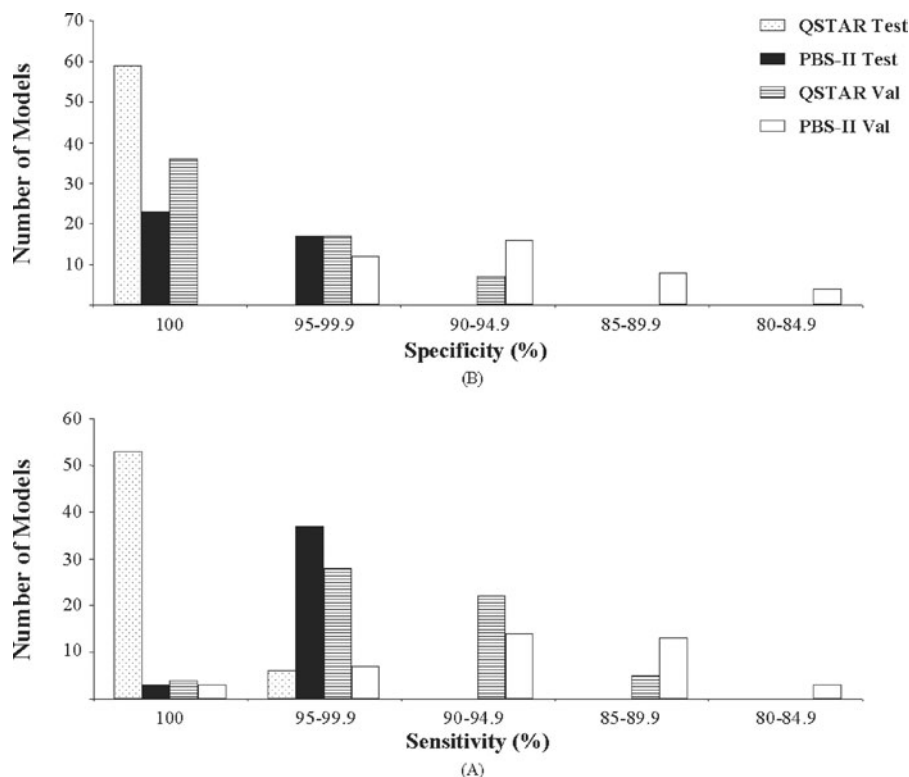 70
60
50
40
30
20
10
Number of Models
QSTAR Test
PBS-II Test
QSTAR Val
PBS-II Val
100 95-99.9 90-94.9 85-89.9 80-84.9
Specificity (%)
(B)
60
50
40
30
20
10
Number of Models
100 95-99.9 90-94.9 85-89.9 80-84.9
Sensitivity (%)
(A)